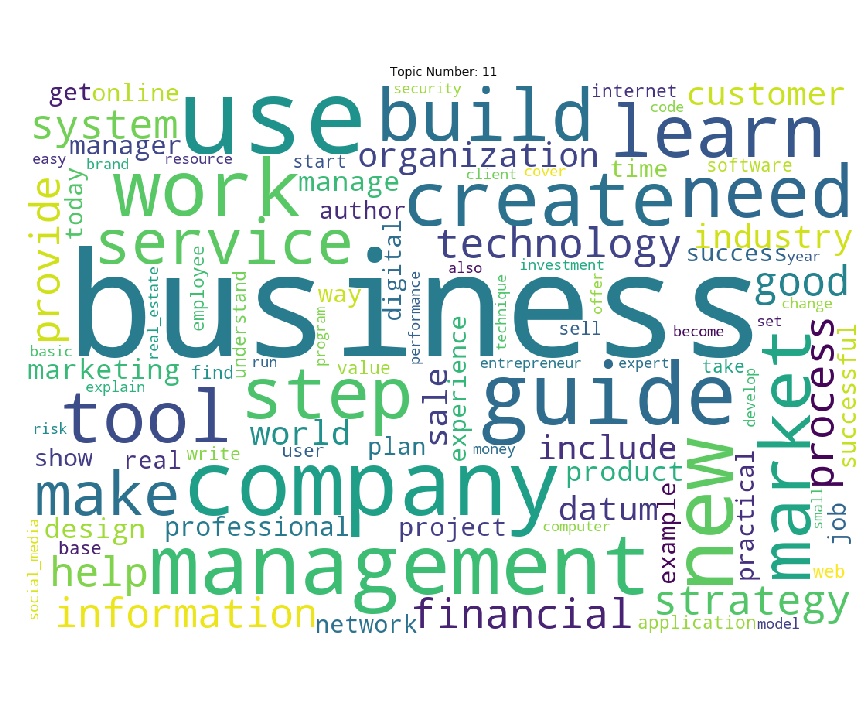 Topic Number: 11
get
online
security
internet
customer
system
use
build
code
learn
manager
easy
brand
resource
start
organization
client
cover
time
software
today
work
manage
author
create
need
provide
service
digital
technology
industry
success
year
employee
real_estate
understand
way
business
also
investment
technique
offer
good
change
program
performance
sell
become
set
basic
marketing
explain
find
run
value
experience
entrepreneur
expert
take
develop
process
successful
step
sale
guide
market
tool
risk
world
plan
user
show
real
write
money
include
product
new
practical
small
job
make
company
datum
example
design
professional
project
computer
base
social_media
help
management
web
information
network
financial
strategy
application
model